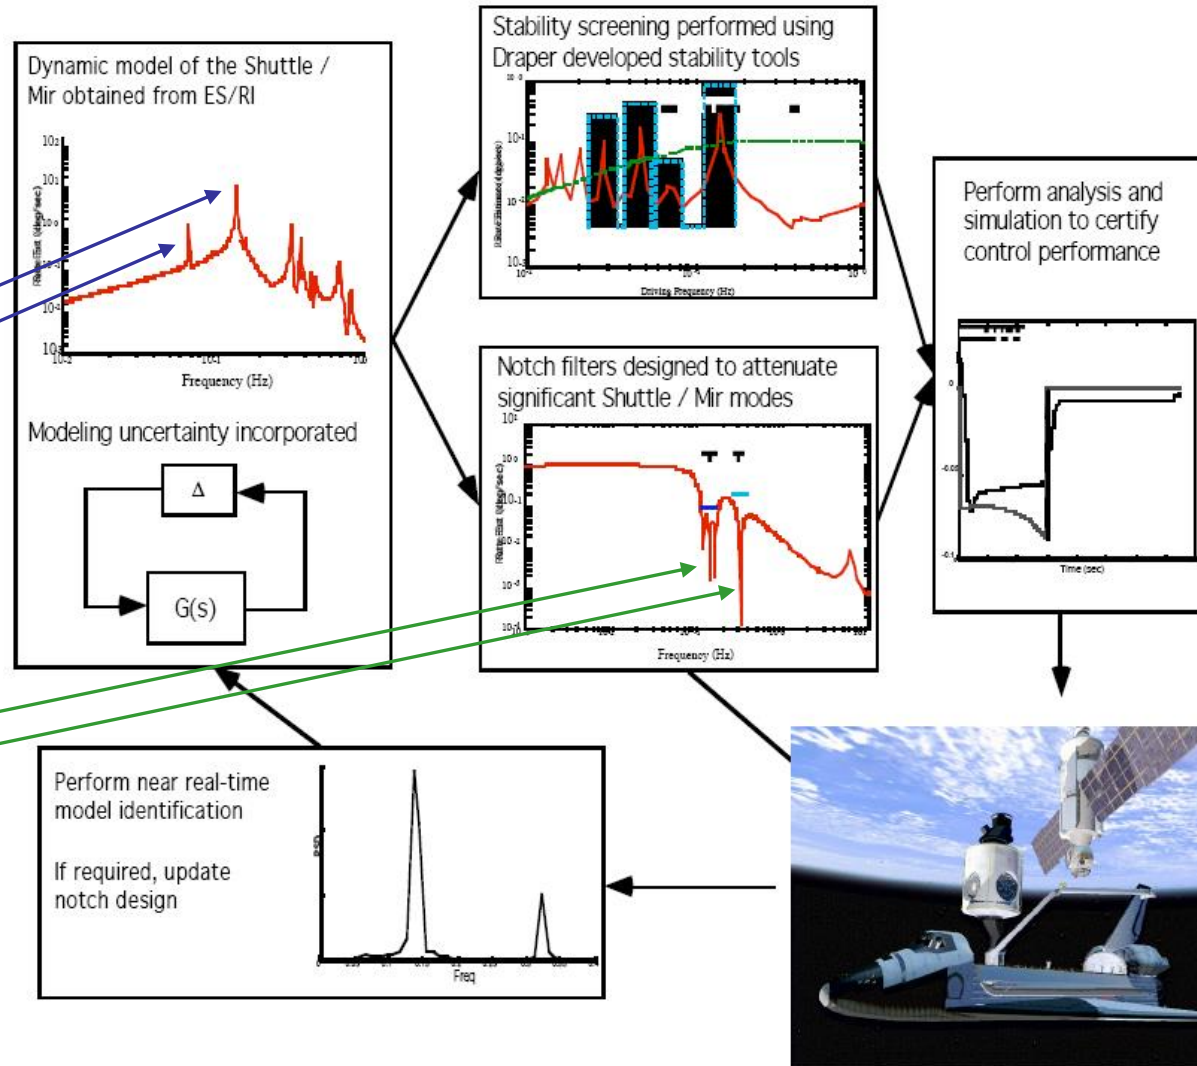 Dynamic model of the Shuttle /
Mir obtained from ES/RI
Frequency (Hz)
Modeling uncertainty incorporated
Δ
G(s)
Stability screening performed using
Draper developed stability tools
Driving Frequency (Hz)
Notch filters designed to attenuate
significant Shuttle / Mir modes
Frequency (Hz)
Perform analysis and
simulation to certify
control performance
0
-0.1
Time (sec)
Perform near real-time
model identification
If required, update
notch design
Freq